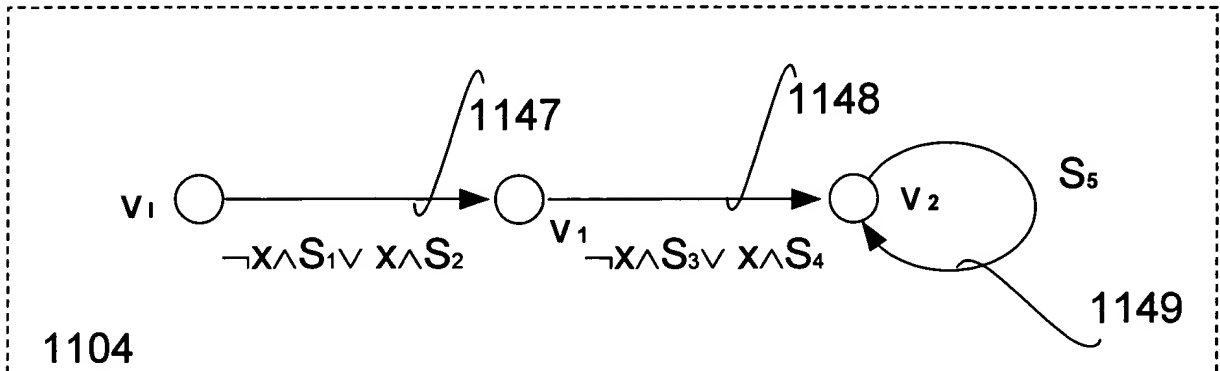 1147
1148
S₅
v₁
v₁
v₂
¬x∧S₁∨ x∧S₂
¬x∧S₃∨ x∧S₄
1149
1104